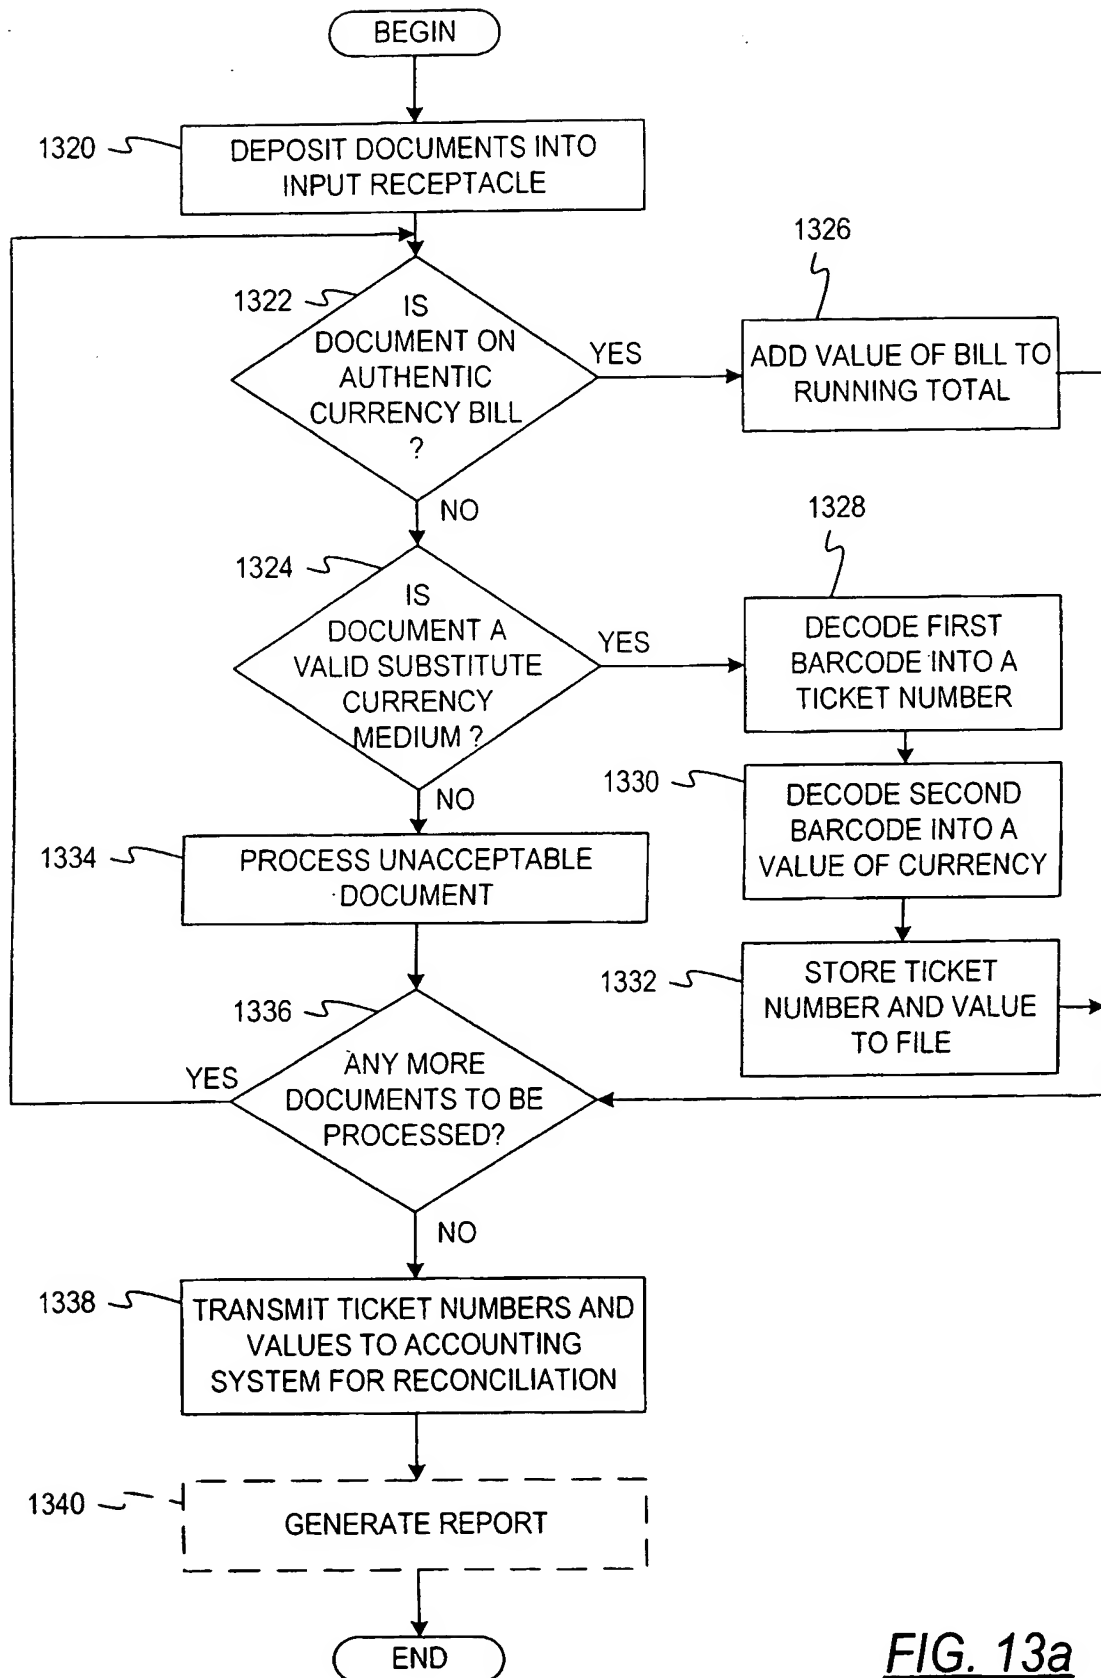 BEGIN
1320
DEPOSIT DOCUMENTS INTO
INPUT RECEPTACLE
1322
IS
DOCUMENT ON
AUTHENTIC
CURRENCY BILL
?
YES
1326
ADD VALUE OF BILL TO
RUNNING TOTAL
NO
1324
IS
DOCUMENT A
VALID SUBSTITUTE
CURRENCY
MEDIUM ?
YES
1328
DECODE FIRST
BARCODE INTO A
TICKET NUMBER
1330
DECODE SECOND
BARCODE INTO A
VALUE OF CURRENCY
1332
STORE TICKET
NUMBER AND VALUE
TO FILE
NO
1334
PROCESS UNACCEPTABLE
DOCUMENT
1336
ANY MORE
DOCUMENTS TO BE
PROCESSED?
YES
NO
1338
TRANSMIT TICKET NUMBERS AND
VALUES TO ACCOUNTING
SYSTEM FOR RECONCILIATION
1340
GENERATE REPORT
END
FIG. 13a